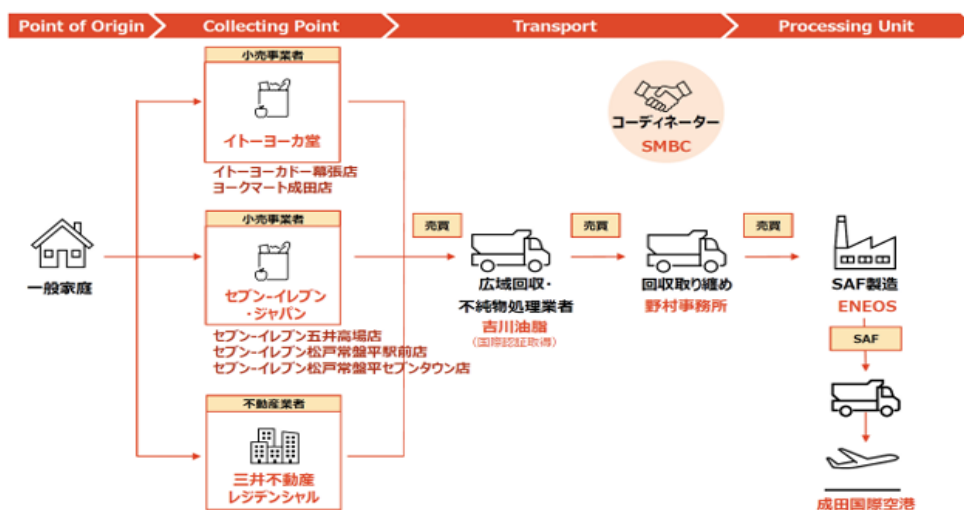 Point of Origin
Collecting Point
Transport
Processing Unit
小売事業者
イトーヨーカ堂
イトーヨーカドー幕張店
ヨークマート成田店
コーディネーター
SMBC
一般家庭
小売事業者
セブン-イレブン
・ジャパン
セブン-イレブン五井高場店
セブン-イレブン松戸常盤平駅前店
セブン-イレブン松戸常盤平セブンタウン店
不動産業者
三井不動産
レジデンシャル
売買
広域回収・
不純物処理業者
吉川油脂
(国際認証取得)
売買
回収取り纏め
野村事務所
売買
SAF製造
ENEOS
SAF
成田国際空港